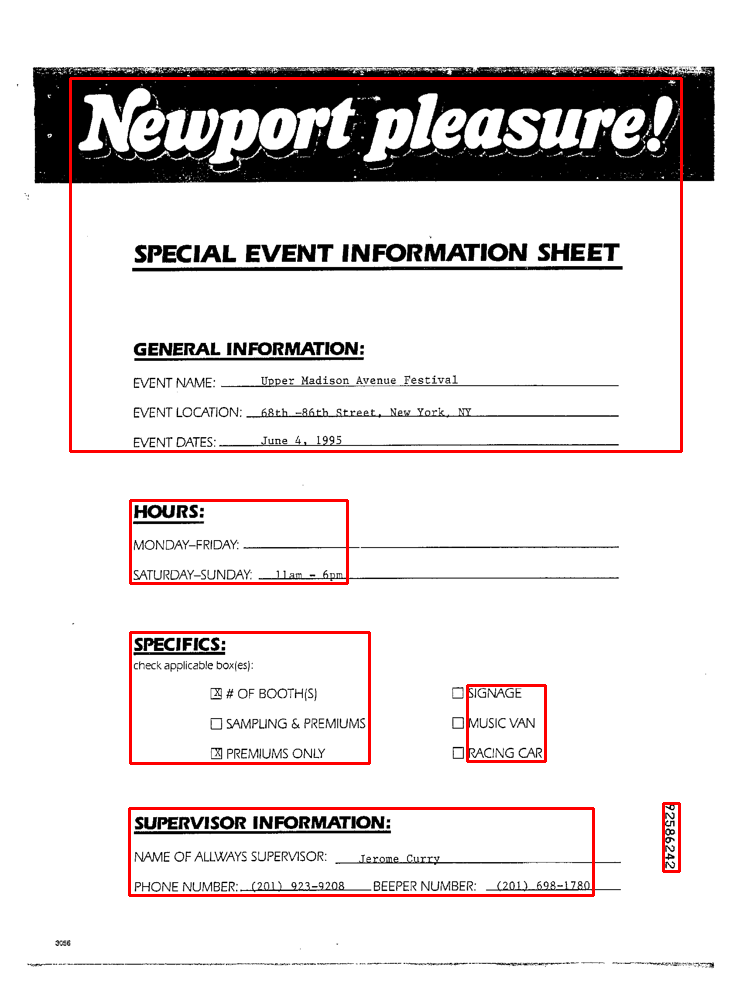 Newport pleasure!
SPECIAL EVENT INFORMATION SHEET
GENERAL INFORMATION:
EVENT NAME: Upper Madison Avenue Festival
EVENT LOCATION: 68th -86th Street, New York, NY
EVENT DATES: June 4, 1995
HOURS:
MONDAY–FRIDAY:
SATURDAY–SUNDAY: 11am - 6pm
SPECIFICS:
check applicable box(es):
X # OF BOOTH(S)
SAMPLING & PREMIUMS
X PREMIUMS ONLY
SIGNAGE
MUSIC VAN
RACING CAR
SUPERVISOR INFORMATION:
NAME OF ALLWAYS SUPERVISOR: Jerome Curry
PHONE NUMBER: (201) 923-9208 BEEPER NUMBER: (201) 698-1780
92586242
3056